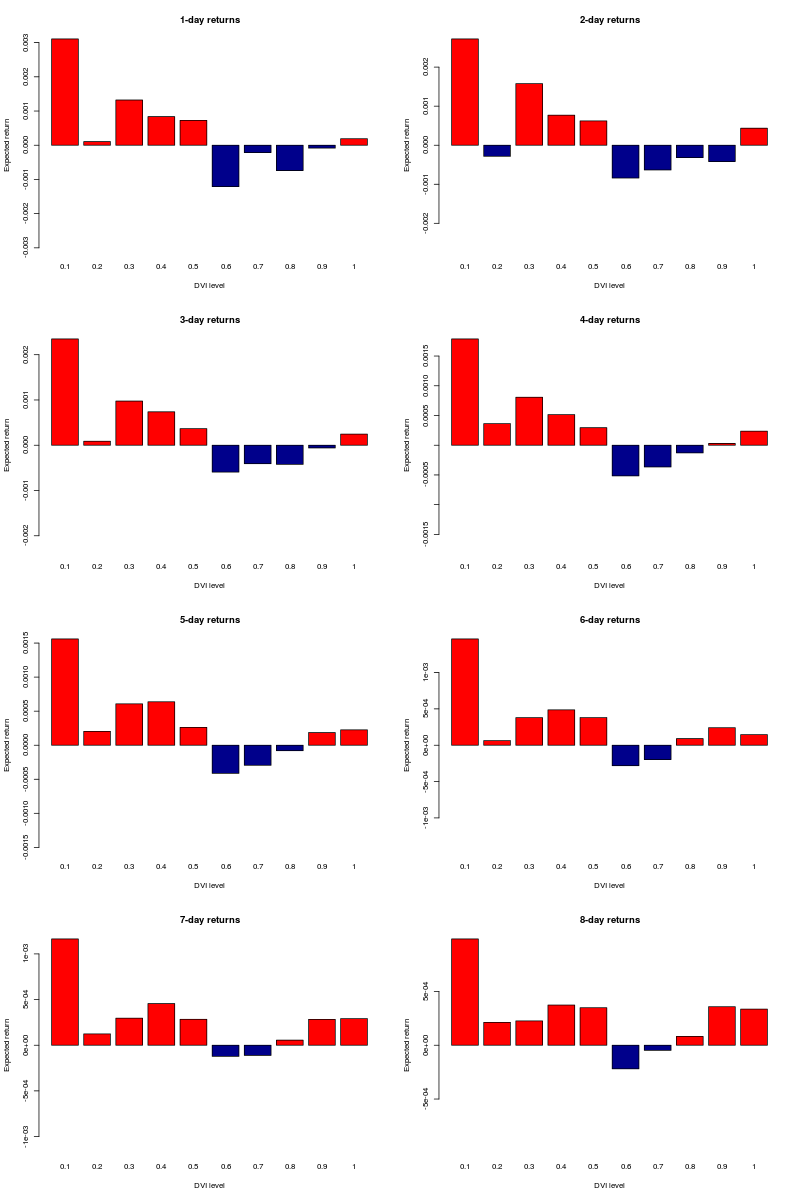 1-day returns
Expected return
0.003
0.002
0.001
0.000
-0.001
-0.002
-0.003
0.1 0.2 0.3 0.4 0.5 0.6 0.7 0.8 0.9 1
DVI level
2-day returns
Expected return
0.002
0.001
0.000
-0.001
-0.002
0.1 0.2 0.3 0.4 0.5 0.6 0.7 0.8 0.9 1
DVI level
3-day returns
Expected return
0.002
0.001
0.000
-0.001
-0.002
0.1 0.2 0.3 0.4 0.5 0.6 0.7 0.8 0.9 1
DVI level
4-day returns
Expected return
0.0015
0.0010
0.0005
-0.0005
-0.0015
0.1 0.2 0.3 0.4 0.5 0.6 0.7 0.8 0.9 1
DVI level
5-day returns
Expected return
0.0015
0.0010
0.0005
0.0000
-0.0005
-0.0010
-0.0015
0.1 0.2 0.3 0.4 0.5 0.6 0.7 0.8 0.9 1
DVI level
6-day returns
Expected return
1e-03
5e-04
0e+00
-5e-04
-1e-03
0.1 0.2 0.3 0.4 0.5 0.6 0.7 0.8 0.9 1
DVI level
7-day returns
Expected return
1e-03
5e-04
0e+00
-5e-04
-1e-03
0.1 0.2 0.3 0.4 0.5 0.6 0.7 0.8 0.9 1
DVI level
8-day returns
Expected return
5e-04
0e+00
-5e-04
0.1 0.2 0.3 0.4 0.5 0.6 0.7 0.8 0.9 1
DVI level